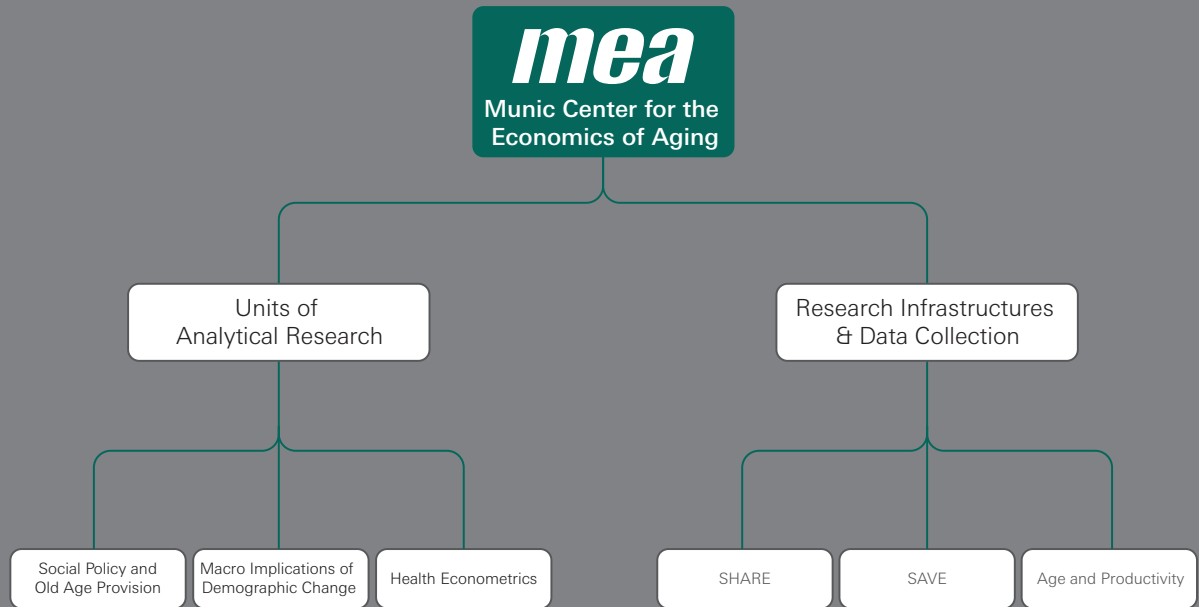 mea
Munic Center for the
Economics of Aging
Units of
Analytical Research
Research Infrastructures
& Data Collection
Social Policy and
Old Age Provision
Macro Implications of
Demographic Change
Health Econometrics
SHARE
SAVE
Age and Productivity